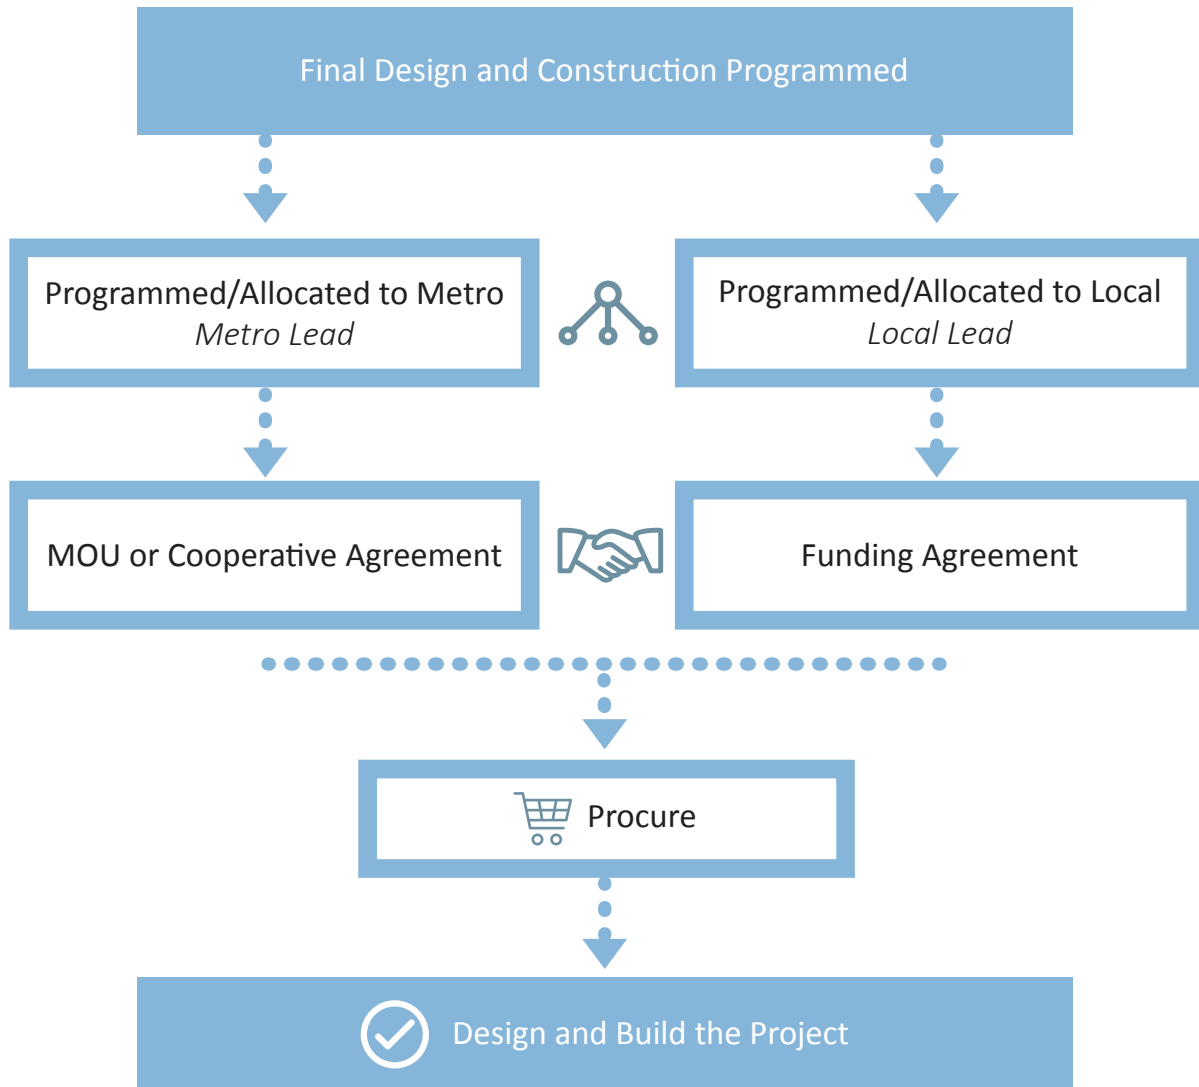 Final Design and Construction Programmed
Programmed/Allocated to Metro
Metro Lead
Programmed/Allocated to Local
Local Lead
MOU or Cooperative Agreement
Funding Agreement
Procure
Design and Build the Project